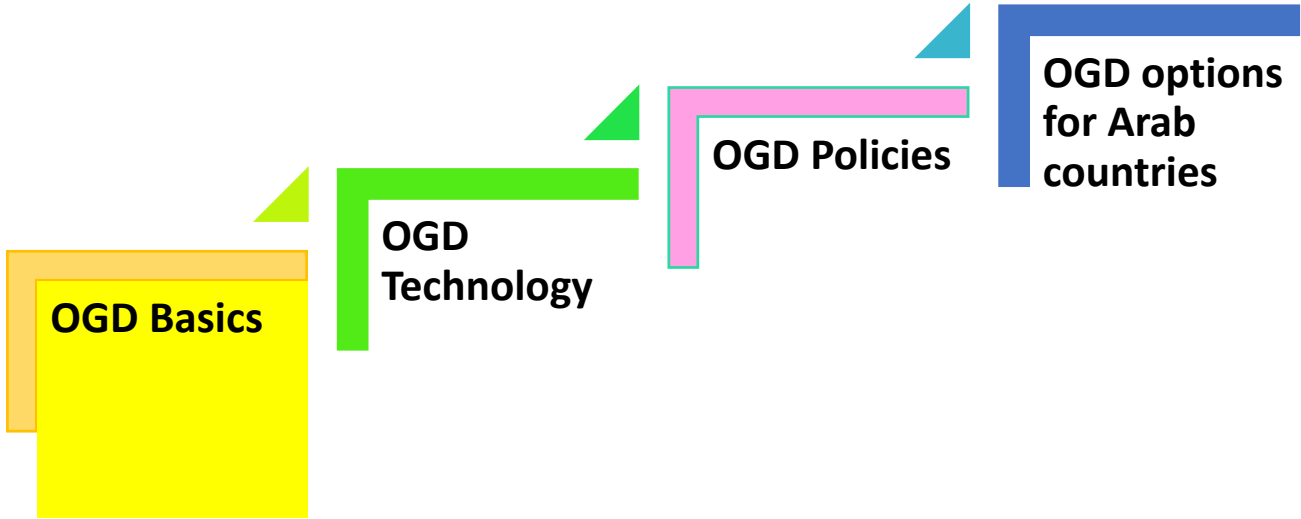 OGD Basics
OGD
Technology
OGD Policies
OGD options
for Arab
countries